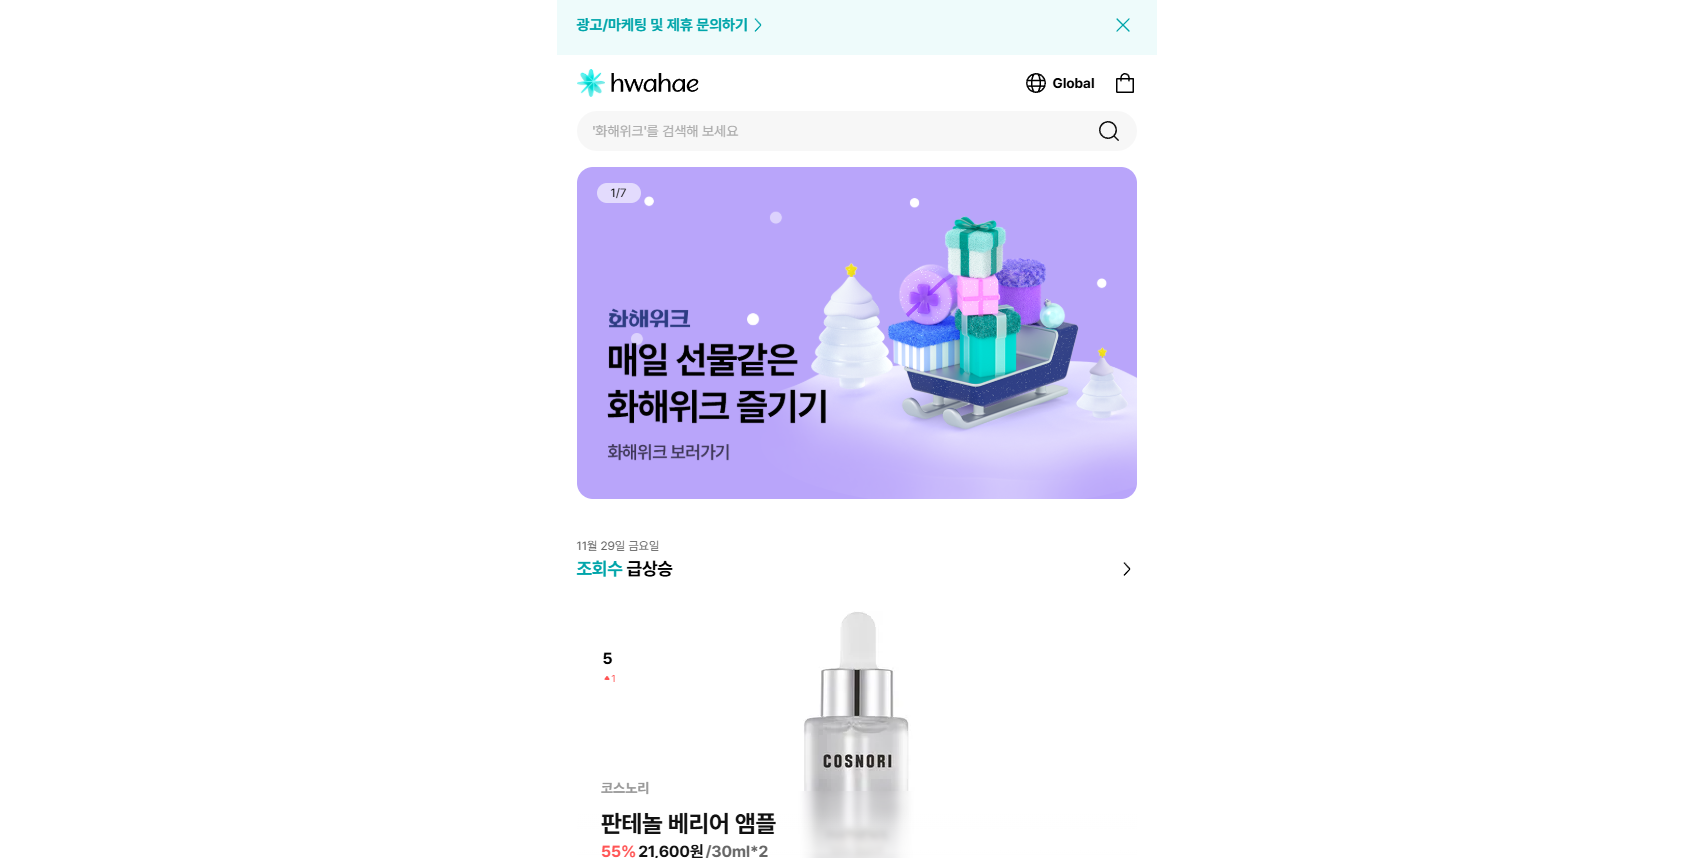 광고/마케팅 및 제휴 문의하기
hwahae
Global
'화해위크'를 검색해 보세요
1/7
화해위크
매일 선물같은
화해위크 즐기기
화해위크 보러가기
11월 29일 금요일
조회수 급상승
5
1
COSNORI
코스노리
판테놀 베리어 앰플
55% 21,600원 /30ml*2